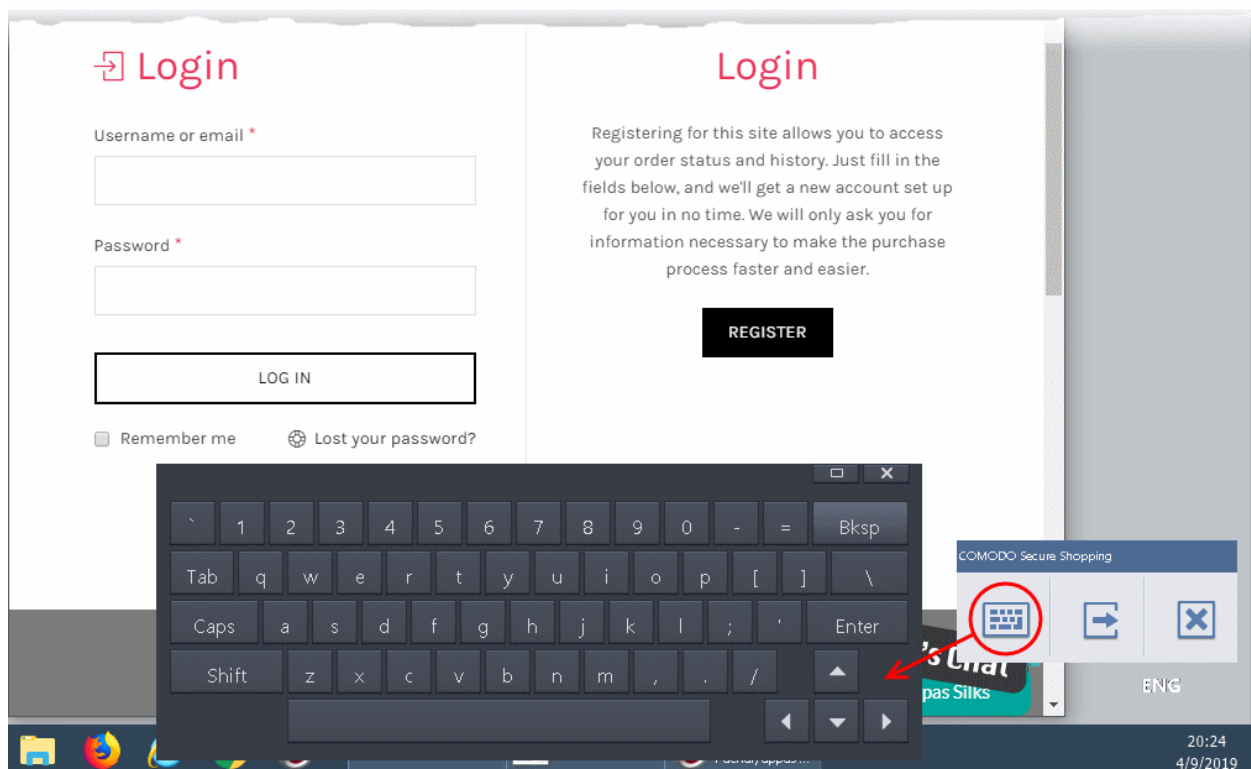 Login
Username or email *
Password *
LOG IN
Remember me
Lost your password?
Login
Registering for this site allows you to access
your order status and history. Just fill in the
fields below, and we'll get a new account set up
for you in no time. We will only ask you for
information necessary to make the purchase
process faster and easier.
REGISTER
` 1 2 3 4 5 6 7 8 9 0 - = Bksp
Tab q w e r t y u i o p [ ] \
Caps a s d f g h j k l ; ' Enter
Shift z x c v b n m , . /
COMODO Secure Shopping
's Chat
pas Silks
ENG
20:24
4/9/2019